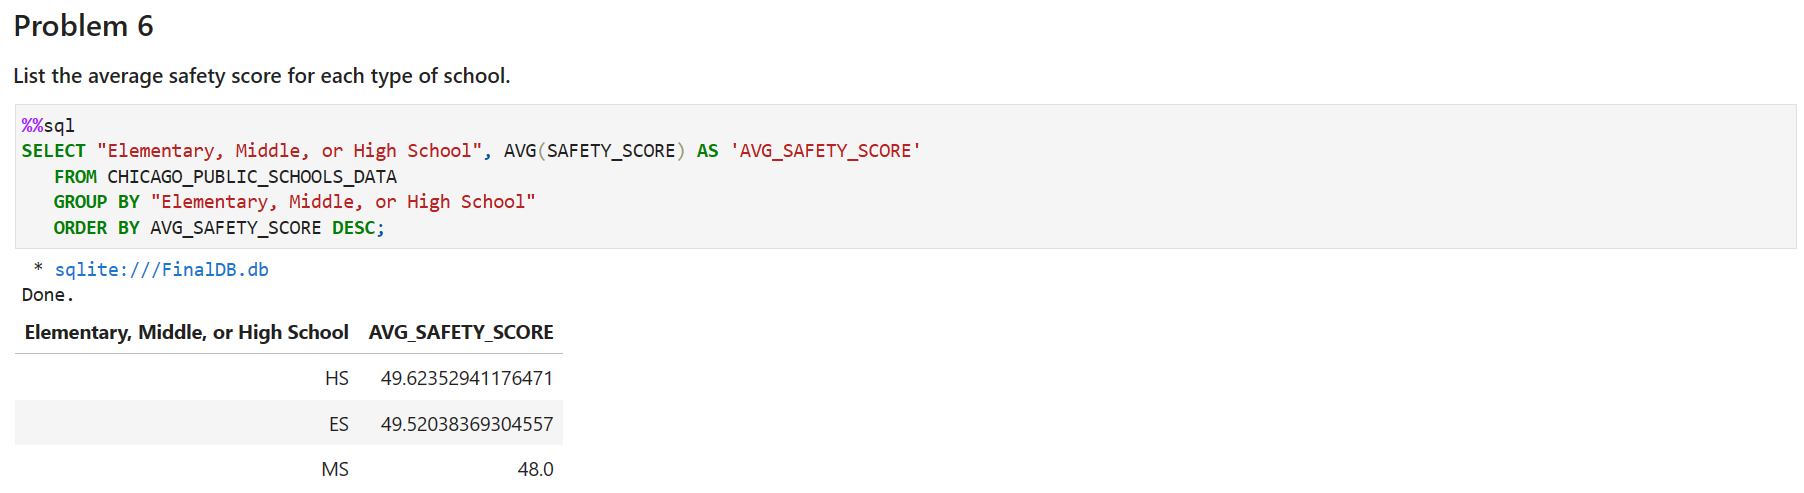 Problem 6
List the average safety score for each type of school.
%%sql
SELECT "Elementary, Middle, or High School", AVG(SAFETY_SCORE) AS 'AVG_SAFETY_SCORE'
FROM CHICAGO_PUBLIC_SCHOOLS_DATA
GROUP BY "Elementary, Middle, or High School"
ORDER BY AVG_SAFETY_SCORE DESC;
* sqlite:///FinalDB.db
Done.
Elementary, Middle, or High School AVG_SAFETY_SCORE
HS 49.62352941176471
ES 49.52038369304557
MS 48.0